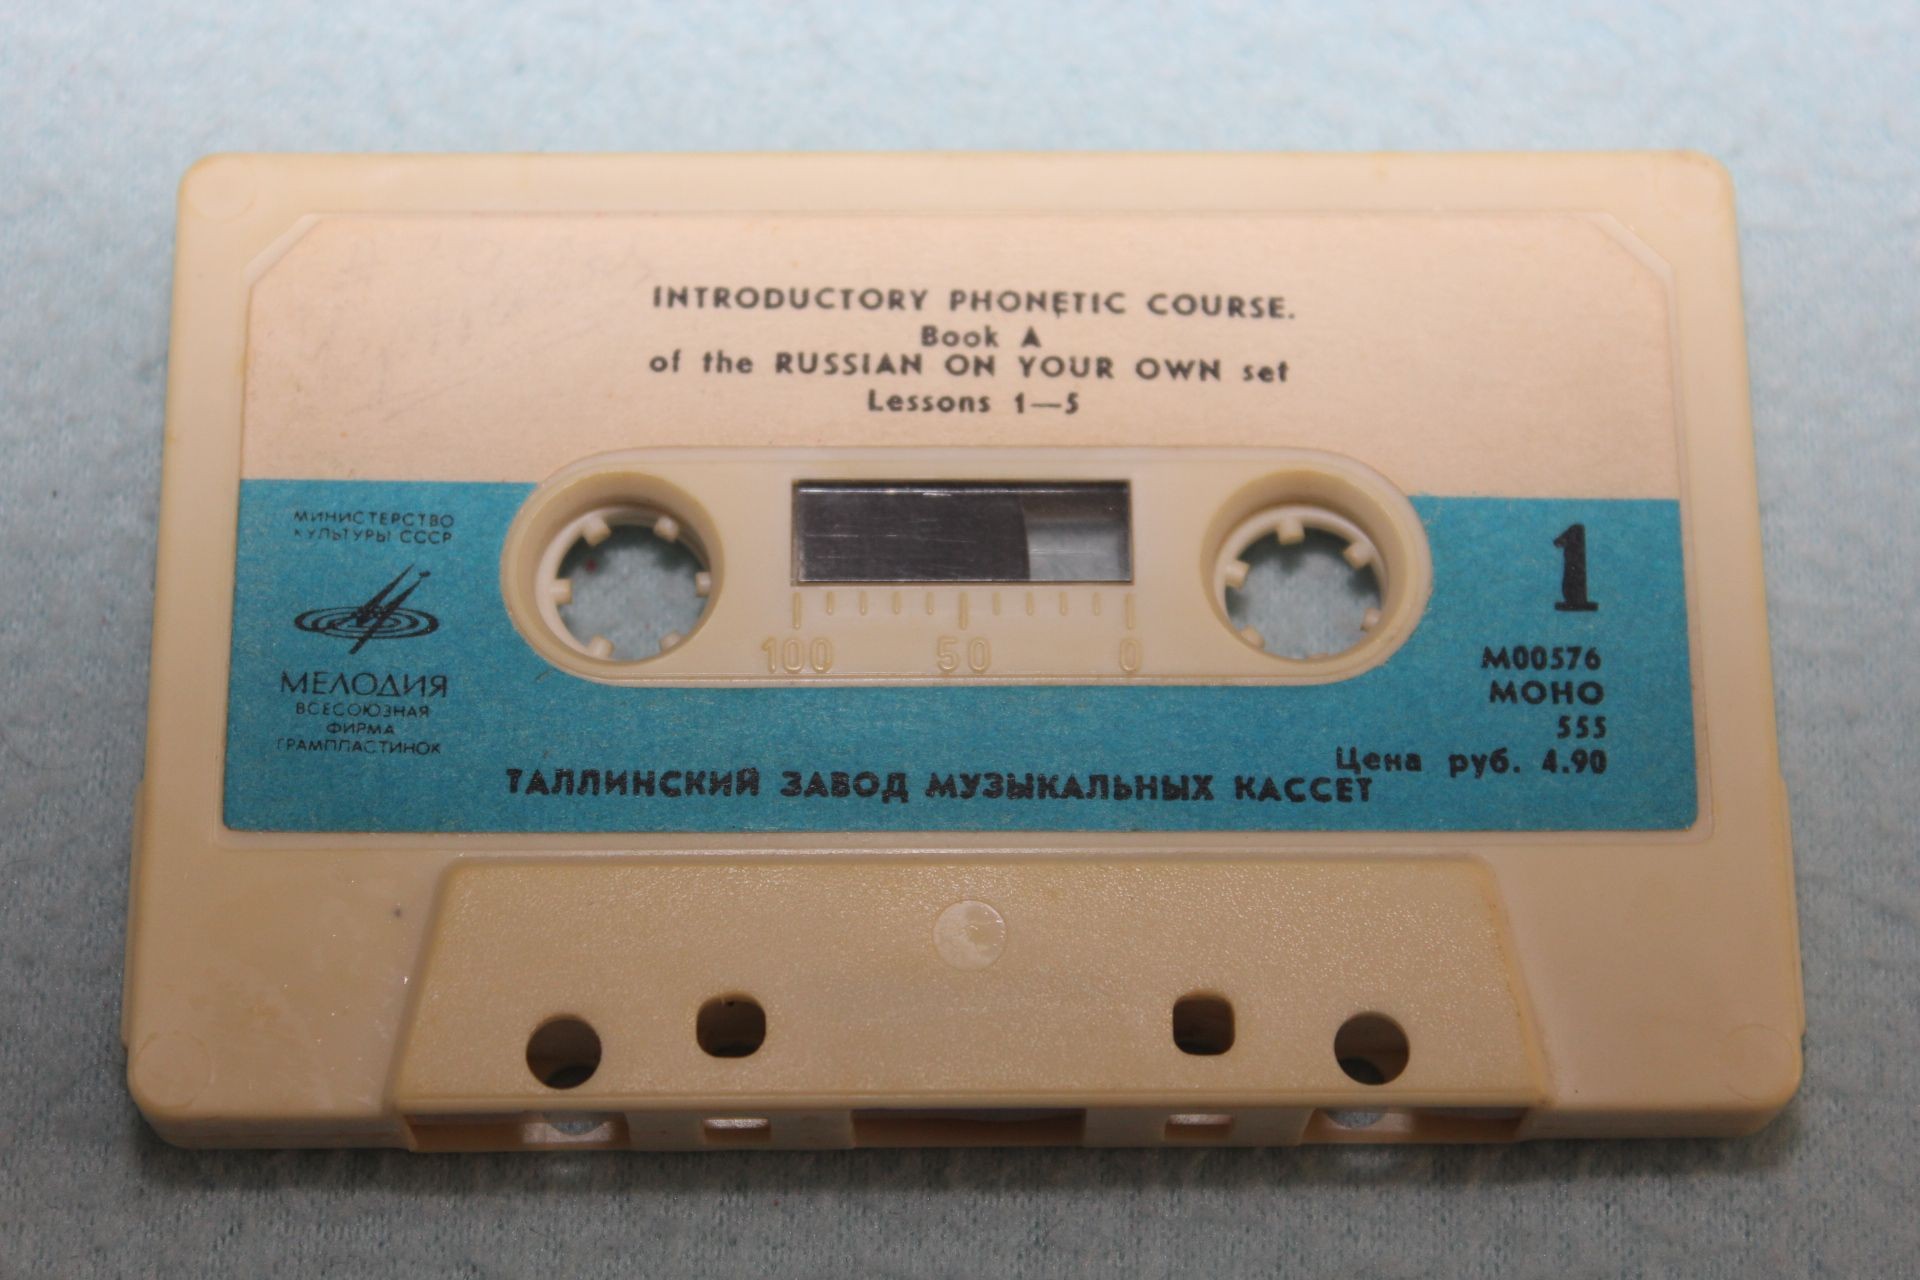 INTRODUCTORY PHONETIC COURSE.
Book A
of the RUSSIAN ON YOUR OWN set
Lessons 1—5
МИНИСТЕРСТВО
КУЛЬТУРЫ СССР
МЕЛОДИЯ
ВСЕСОЮЗНАЯ
ФИРМА
ГРАМПЛАСТИНОК
100 50 0
1
М00576
МОНО
555
Цена руб. 4.90
ТАЛЛИНСКИЙ ЗАВОД МУЗЫКАЛЬНЫХ КАССЕТ